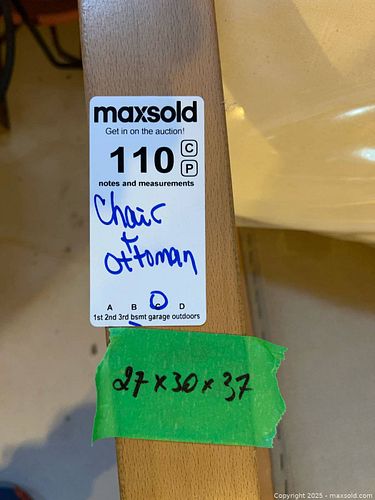 maxsold
Get in on the auction!
110 C
P
notes and measurements
Chair
+
Ottoman
A B C D
1st 2nd 3rd bsmt garage outdoors
27 x 30 x 37
Copyright 2025 - maxsold.com